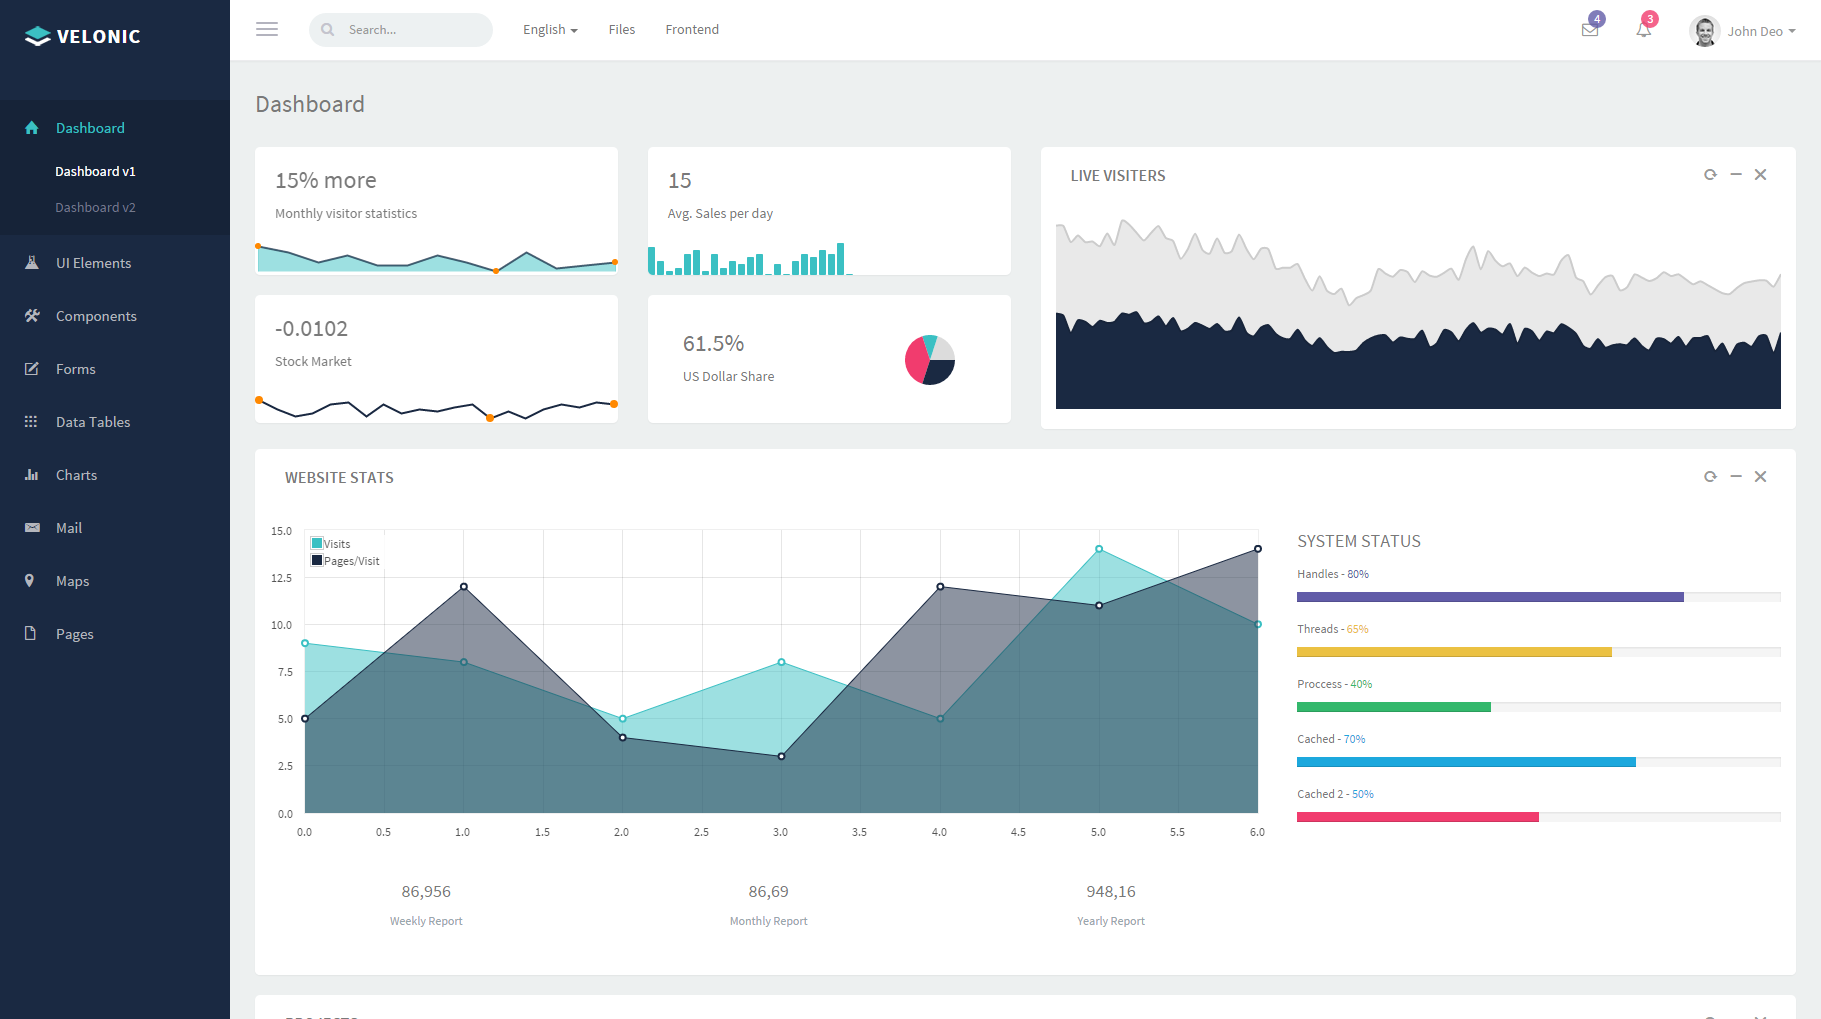 VELONIC
Search...
English
Files
Frontend
4
3
John Deo
Dashboard
Dashboard v1
Dashboard v2
UI Elements
Components
Forms
Data Tables
Charts
Mail
Maps
Pages
Dashboard
15% more
Monthly visitor statistics
15
Avg. Sales per day
LIVE VISITERS
-0.0102
Stock Market
61.5%
US Dollar Share
WEBSITE STATS
Visits
Pages/Visit
15.0
12.5
10.0
7.5
5.0
2.5
0.0
0.0 0.5 1.0 1.5 2.0 2.5 3.0 3.5 4.0 4.5 5.0 5.5 6.0
86,956
Weekly Report
86,69
Monthly Report
948,16
Yearly Report
SYSTEM STATUS
Handles - 80%
Threads - 65%
Proccess - 40%
Cached - 70%
Cached 2 - 50%